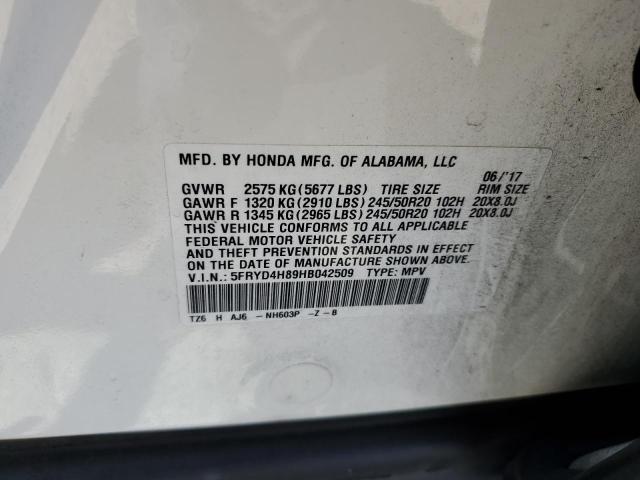 MFD. BY HONDA MFG. OF ALABAMA, LLC
06/'17
GVWR 2575 KG(5677 LBS) TIRE SIZE RIM SIZE
GAWR F 1320 KG(2910 LBS)245/50R20 102H 20X8.0J
GAWR R 1345 KG(2965 LBS)245/50R20 102H 20X8.0J
THIS VEHICLE CONFORMS TO ALL APPLICABLE
FEDERAL MOTOR VEHICLE SAFETY
AND THEFT PREVENTION STANDARDS IN EFFECT
ON THE DATE OF MANUFACTURE SHOWN ABOVE.
V.I.N.: 5FRYD4H89HB042509 TYPE: MPV
TZ6 H AJ6 -NH603P -Z-B